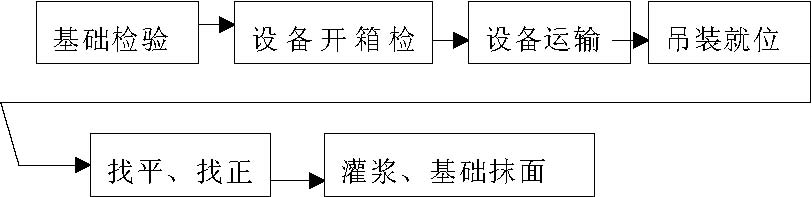 基础检验
设备开箱检
设备运输
吊装就位
找平、找正
灌浆、基础抹面